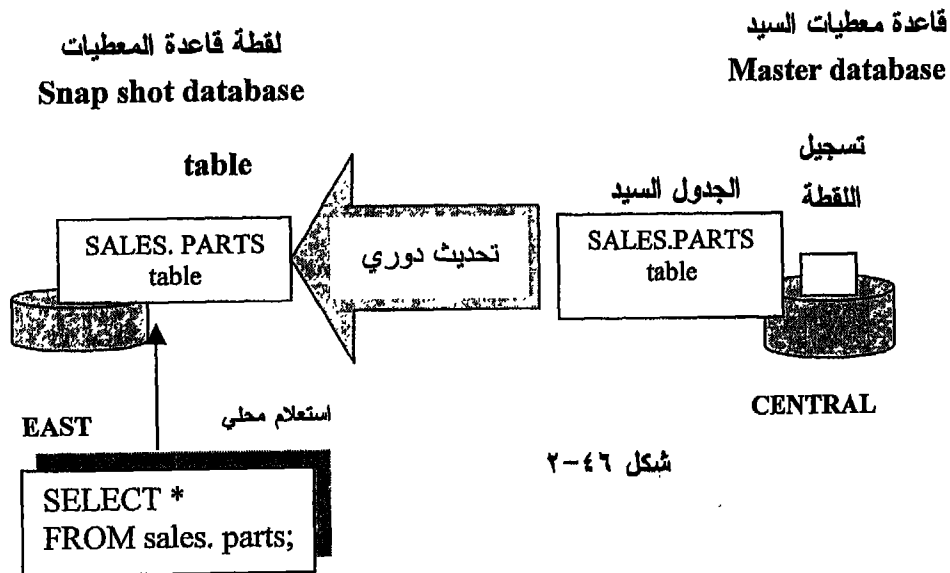 قاعدة معطيات السيد
Master database
لقطة قاعدة المعطيات
Snap shot database
تسجيل
اللقطة
الجدول السيد
table
SALES.PARTS
table
تحديث دوري
SALES. PARTS
table
CENTRAL
EAST
استعلام محلي
SELECT *
FROM sales. parts;
شكل ٤٦-٢